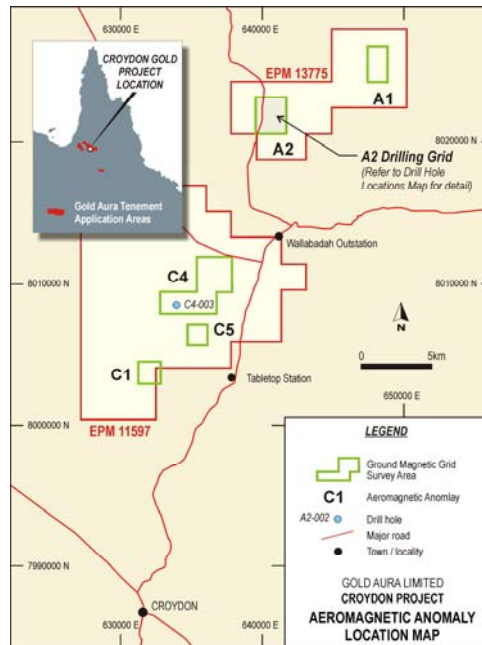 630000 E
640000 E
CROYDON GOLD
PROJECT
LOCATION
Gold Aura Tenement
Application Areas
EPM 13775
A1
8020000 N
A2 Drilling Grid
(Refer to Drill Hole
Locations Map for detail)
A2
Wallabadah Outstation
8010000 N
8010000 N
C4
C4-003
C5
C1
N
5km
0
Tabletop Station
650000 E
8000000 N
EPM 11597
LEGEND
Ground Magnetic Grid
Survey Area
C1
Aeromagnetic Anomlay
A2-002
Drill hole
Major road
Town / locality
7990000 N
CROYDON
630000 E
640000 E
GOLD AURA LIMITED
CROYDON PROJECT
AEROMAGNETIC ANOMALY
LOCATION MAP